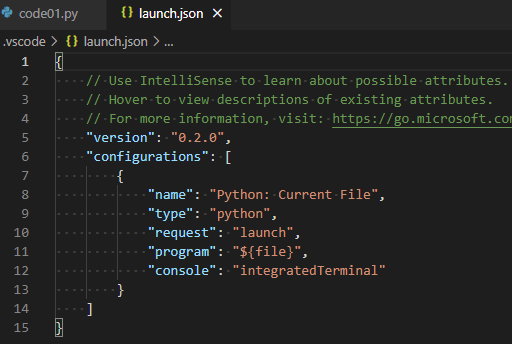 code01.py
launch.json
.vscode > launch.json > ...
1 {
2 // Use IntelliSense to learn about possible attributes.
3 // Hover to view descriptions of existing attributes.
4 // For more information, visit: https://go.microsoft.con
5 "version": "0.2.0",
6 "configurations": [
7 {
8 "name": "Python: Current File",
9 "type": "python",
10 "request": "launch",
11 "program": "${file}",
12 "console": "integratedTerminal"
13 }
14 ]
15 }